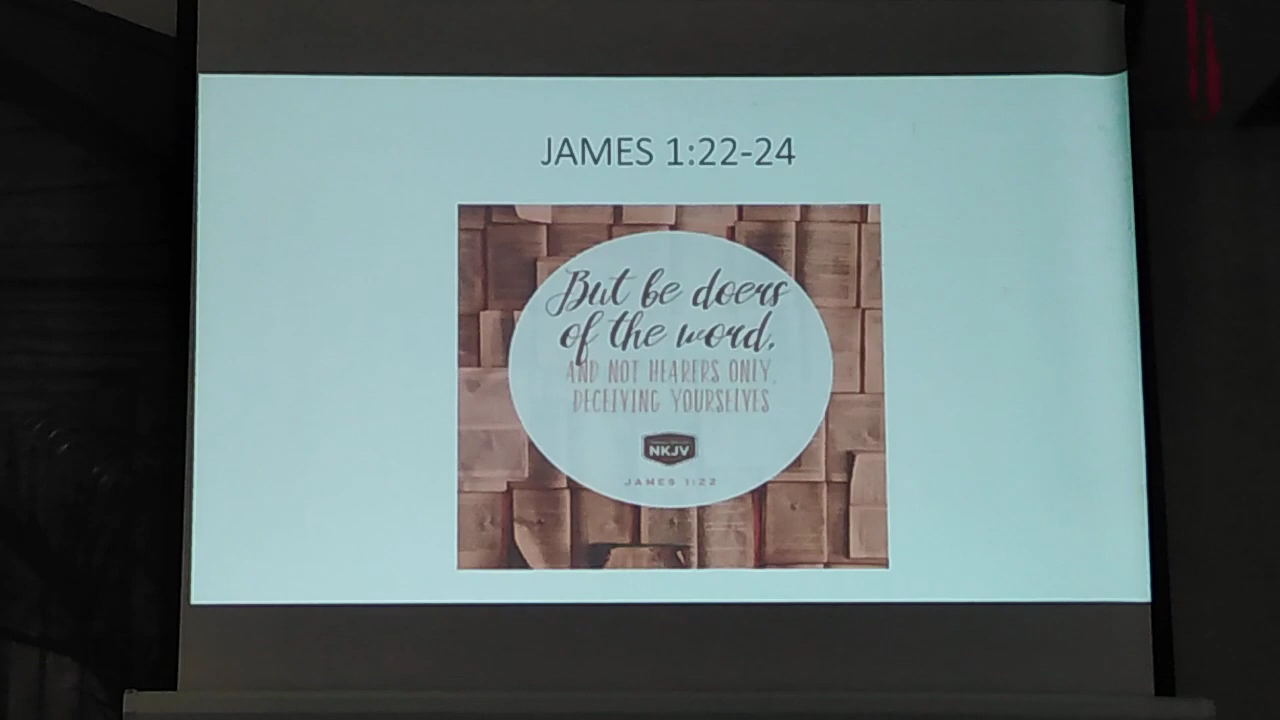 JAMES 1:22-24
But be doers
of the word,
AND NOT HEARERS ONLY,
DECEIVING YOURSELVES
NKJV
JAMES 1:22